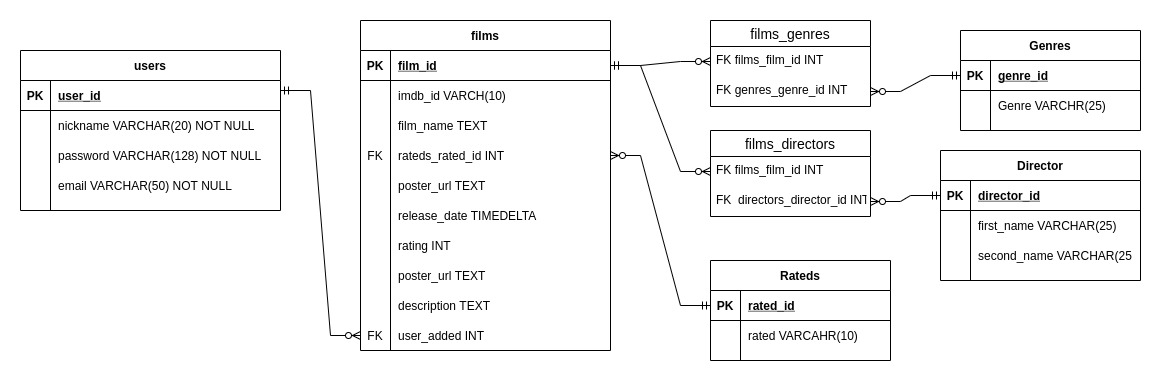 users
PK user_id
nickname VARCHAR(20) NOT NULL
password VARCHAR(128) NOT NULL
email VARCHAR(50) NOT NULL
films
PK film_id
imdb_id VARCH(10)
film_name TEXT
FK rateds_rated_id INT
poster_url TEXT
release_date TIMEDELTA
rating INT
poster_url TEXT
description TEXT
FK user_added INT
films_genres
FK films_film_id INT
FK genres_genre_id INT
films_directors
FK films_film_id INT
FK directors_director_id INT
Rateds
PK rated_id
rated VARCAHR(10)
Genres
PK genre_id
Genre VARCHR(25)
Director
PK director_id
first_name VARCHAR(25)
second_name VARCHAR(25